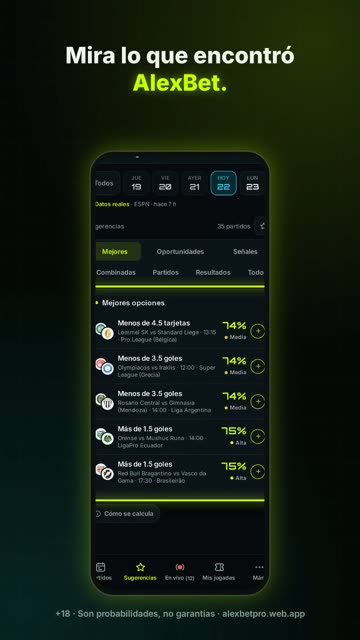 Mira lo que encontró
AlexBet.
Todos
JUE
19
VIE
20
AYER
21
HOY
22
LUN
23
Datos reales · ESPN · hace 7 h
gerencias
35 partidos
Mejores
Oportunidades
Señales
Combinadas
Partidos
Resultados
Todo
Mejores opciones
Menos de 4.5 tarjetas
Lommel SK vs Standard Liege · 13:15
· Pro League (Bélgica)
74%
Media
Menos de 3.5 goles
Olympiacos vs Iraklis · 12:00 · Super
League (Grecia)
74%
Media
Menos de 3.5 goles
Rosario Central vs Gimnasia
(Mendoza) · 14:00 · Liga Argentina
74%
Media
Más de 1.5 goles
Orense vs Mushuc Runa · 14:00 ·
LigaPro Ecuador
75%
Alta
Más de 1.5 goles
Red Bull Bragantino vs Vasco da
Gama · 17:30 · Brasileirão
75%
Alta
Cómo se calcula
rtidos
Sugerencias
En vivo (12)
Mis jugadas
Már
+18 · Son probabilidades, no garantías · alexbetpro.web.app